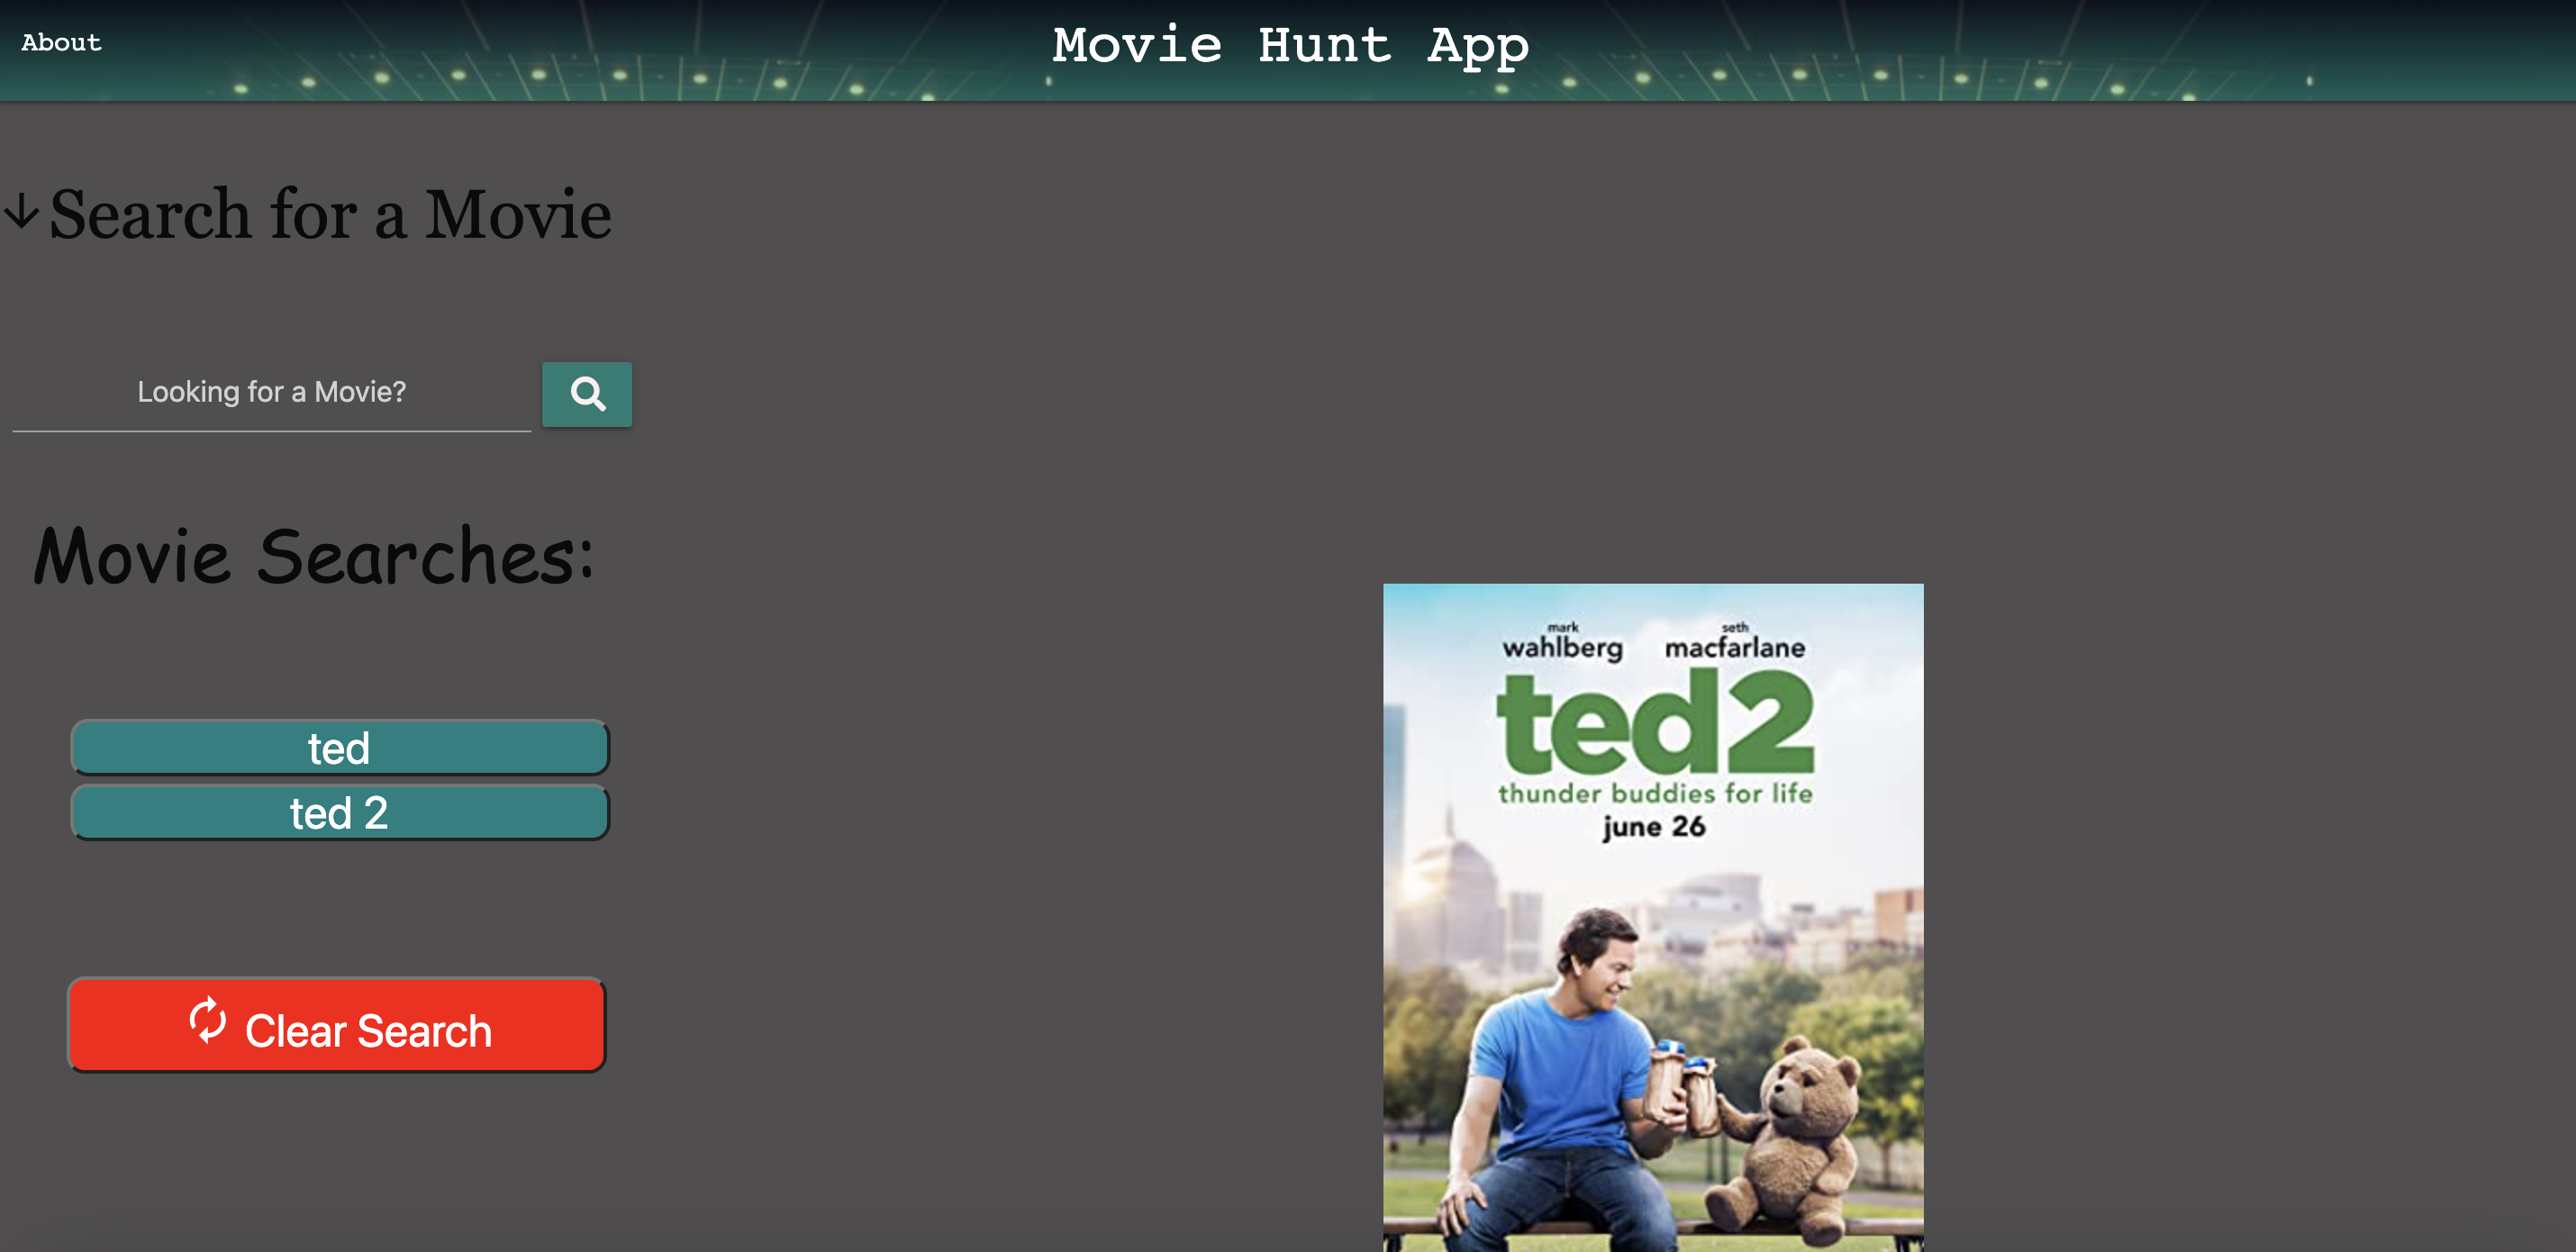 About
Movie Hunt App
Search for a Movie
Looking for a Movie?
Movie Searches:
ted
ted 2
Clear Search
mark seth
wahlberg macfarlane
ted2
thunder buddies for life
june 26